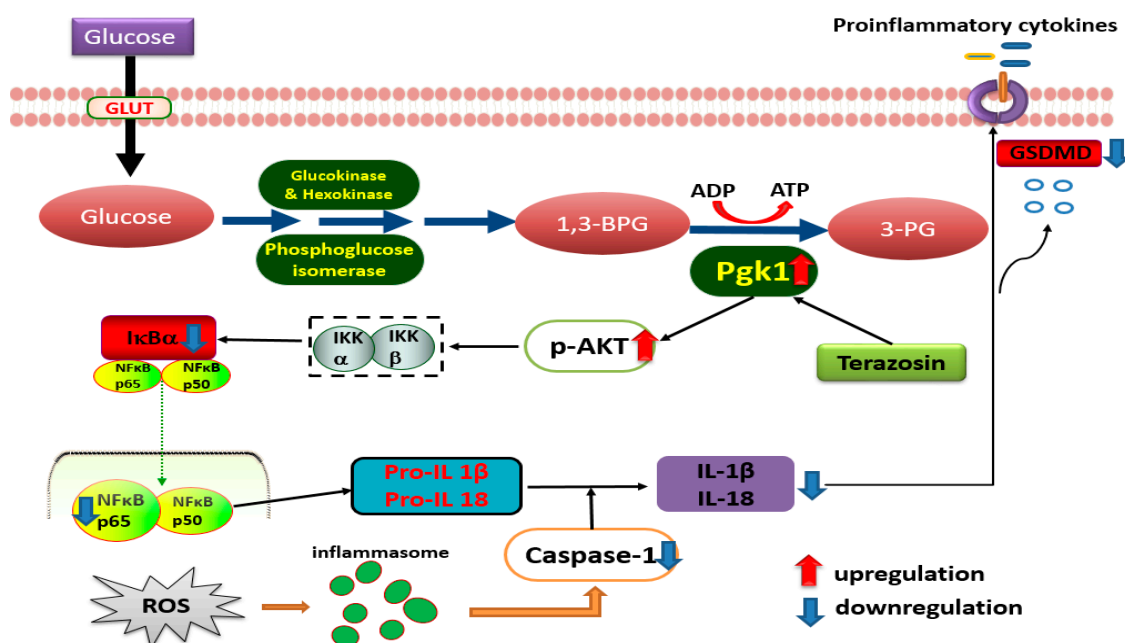 Glucose
Proinflammatory cytokines
GLUT
GSDMD
Glucokinase
& Hexokinase
ADP
ATP
Glucose
1,3-BPG
3-PG
Phosphoglucose
isomerase
Pgk1
IκBα
IKK
α
IKK
β
p-AKT
Terazosin
NFκB
p65
NFκB
p50
NFκB
p65
NFκB
p50
Pro-IL 1β
Pro-IL 18
IL-1β
IL-18
inflammasome
Caspase-1
ROS
upregulation
downregulation